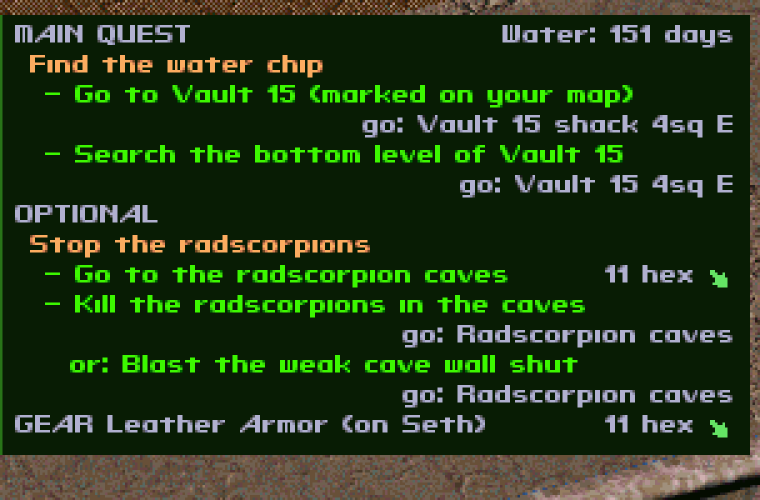 MAIN QUEST Water: 151 days
Find the water chip
- Go to Vault 15 (marked on your map)
go: Vault 15 shack 4sq E
- Search the bottom level of Vault 15
go: Vault 15 4sq E
OPTIONAL
Stop the radscorpions
- Go to the radscorpion caves 11 hex
- Kill the radscorpions in the caves
go: Radscorpion caves
or: Blast the weak cave wall shut
go: Radscorpion caves
GEAR Leather Armor (on Seth) 11 hex